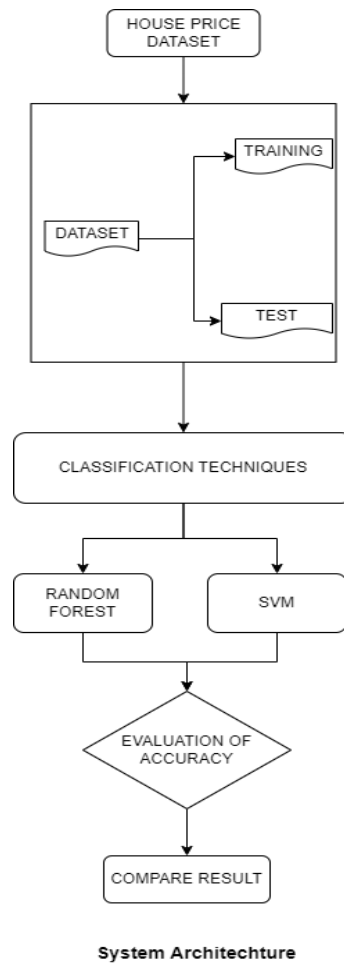 HOUSE PRICE
DATASET
TRAINING
DATASET
TEST
CLASSIFICATION TECHNIQUES
RANDOM
FOREST
SVM
EVALUATION OF
ACCURACY
COMPARE RESULT
System Architechture